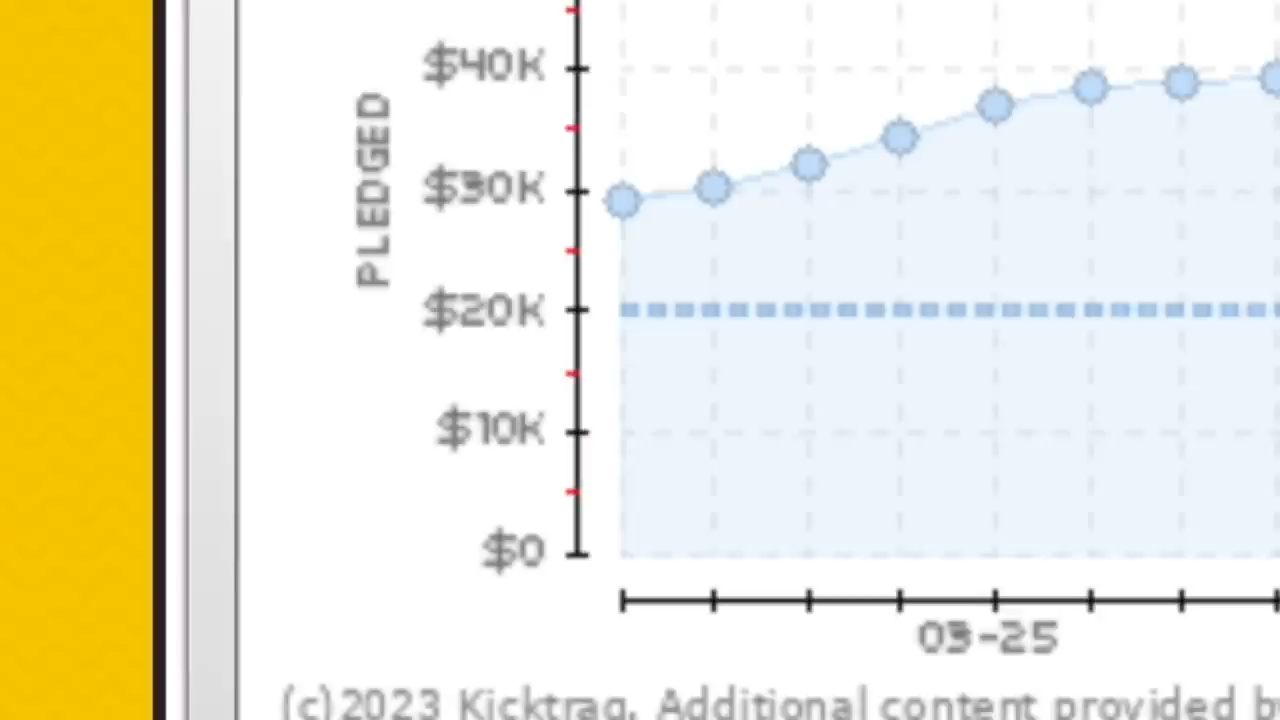 $40K
PLEDGED
$30K
$20K
$10K
$0
03-25
(c)2023 Kicktraq. Additional content provided